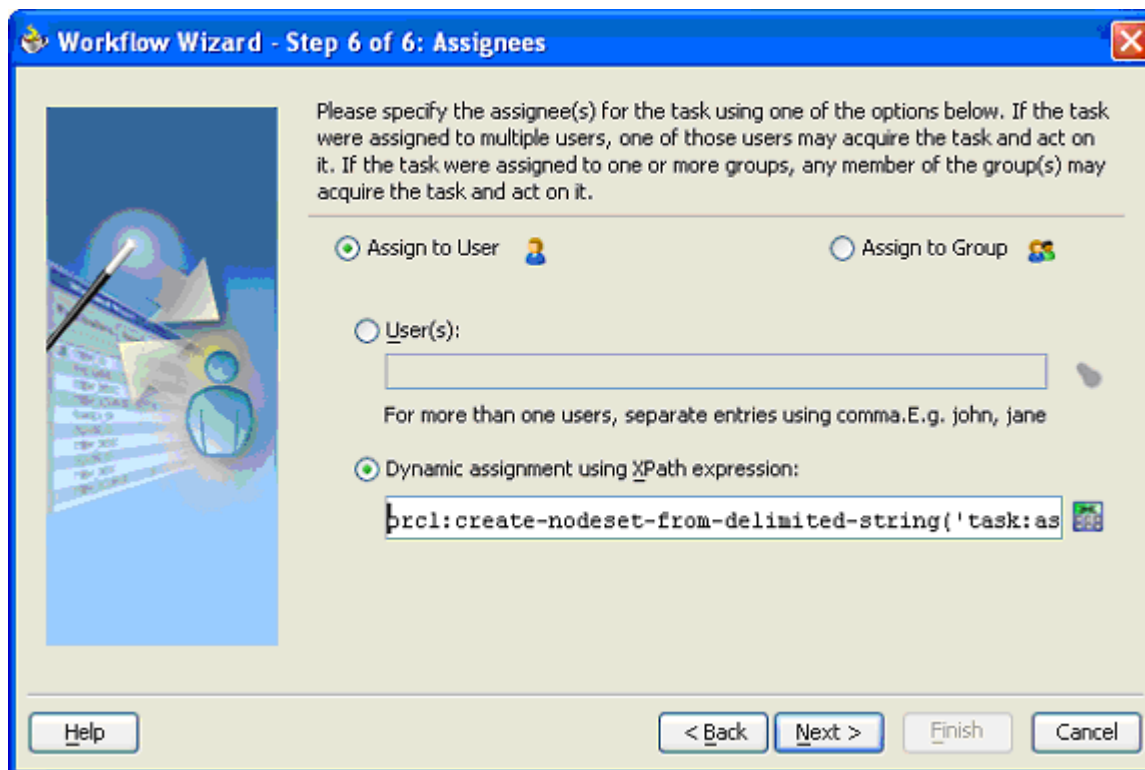 Workflow Wizard - Step 6 of 6: Assignees
Please specify the assignee(s) for the task using one of the options below. If the task
were assigned to multiple users, one of those users may acquire the task and act on
it. If the task were assigned to one or more groups, any member of the group(s) may
acquire the task and act on it.
Assign to User
Assign to Group
User(s):
For more than one users, separate entries using comma.E.g. john, jane
Dynamic assignment using XPath expression:
orcl:create-nodeset-from-delimited-string('task:as
Help
< Back
Next >
Finish
Cancel